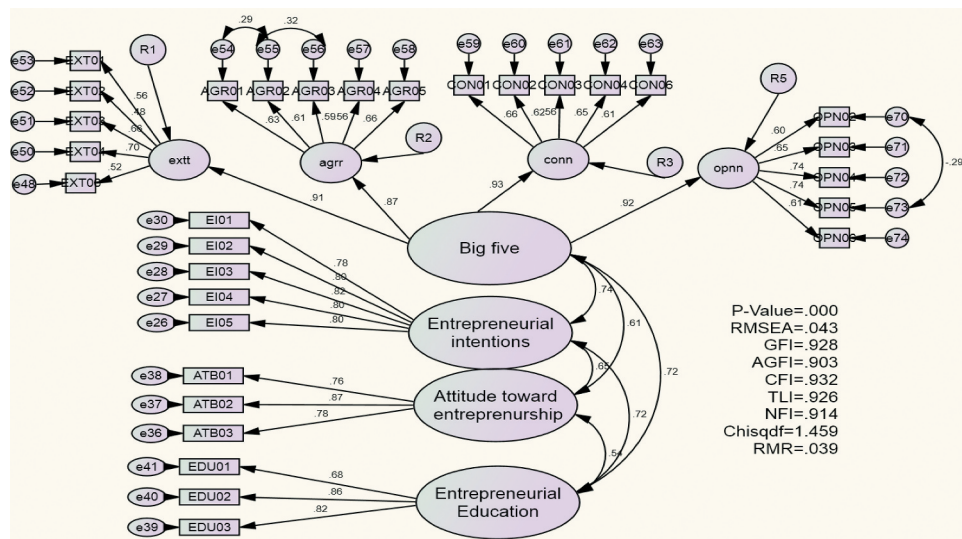 .29 .32
e54 e55 e56 e57 e58
e59 e60 e61 e62 e63
R1
e53 EXT01
e52 EXT02
e51 EXT03
e50 EXT04
e48 EXT06
.56
.48
.66
.70
.52
extt
AGR01 AGR02 AGR03 AGR04 AGR05
.63 .61 .59 56 .66
agrr
R2
CON01 CON02 CON03 CON04 CON06
.66 .62 56 .65 .61
conn
R3
R5
OPN02 e70
OPN03 e71
OPN04 e72
OPN05 e73
e74
.60
.65
.74
.74
.61
-.29
opnn
.91 .87 .93 .92
Big five
e30 EI01
e29 EI02
e28 EI03
e27 EI04
e26 EI05
.78
.80
.82
.80
.80
Entrepreneurial
intentions
e38 ATB01
e37 ATB02
e36 ATB03
.76
.87
.78
Attitude toward
entreprenurship
e41 EDU01
e40 EDU02
e39 EDU03
.68
.86
.82
Entrepreneurial
Education
.74
.61
.65
.72
.72
.54
P-Value=.000
RMSEA=.043
GFI=.928
AGFI=.903
CFI=.932
TLI=.926
NFI=.914
Chisqdf=1.459
RMR=.039